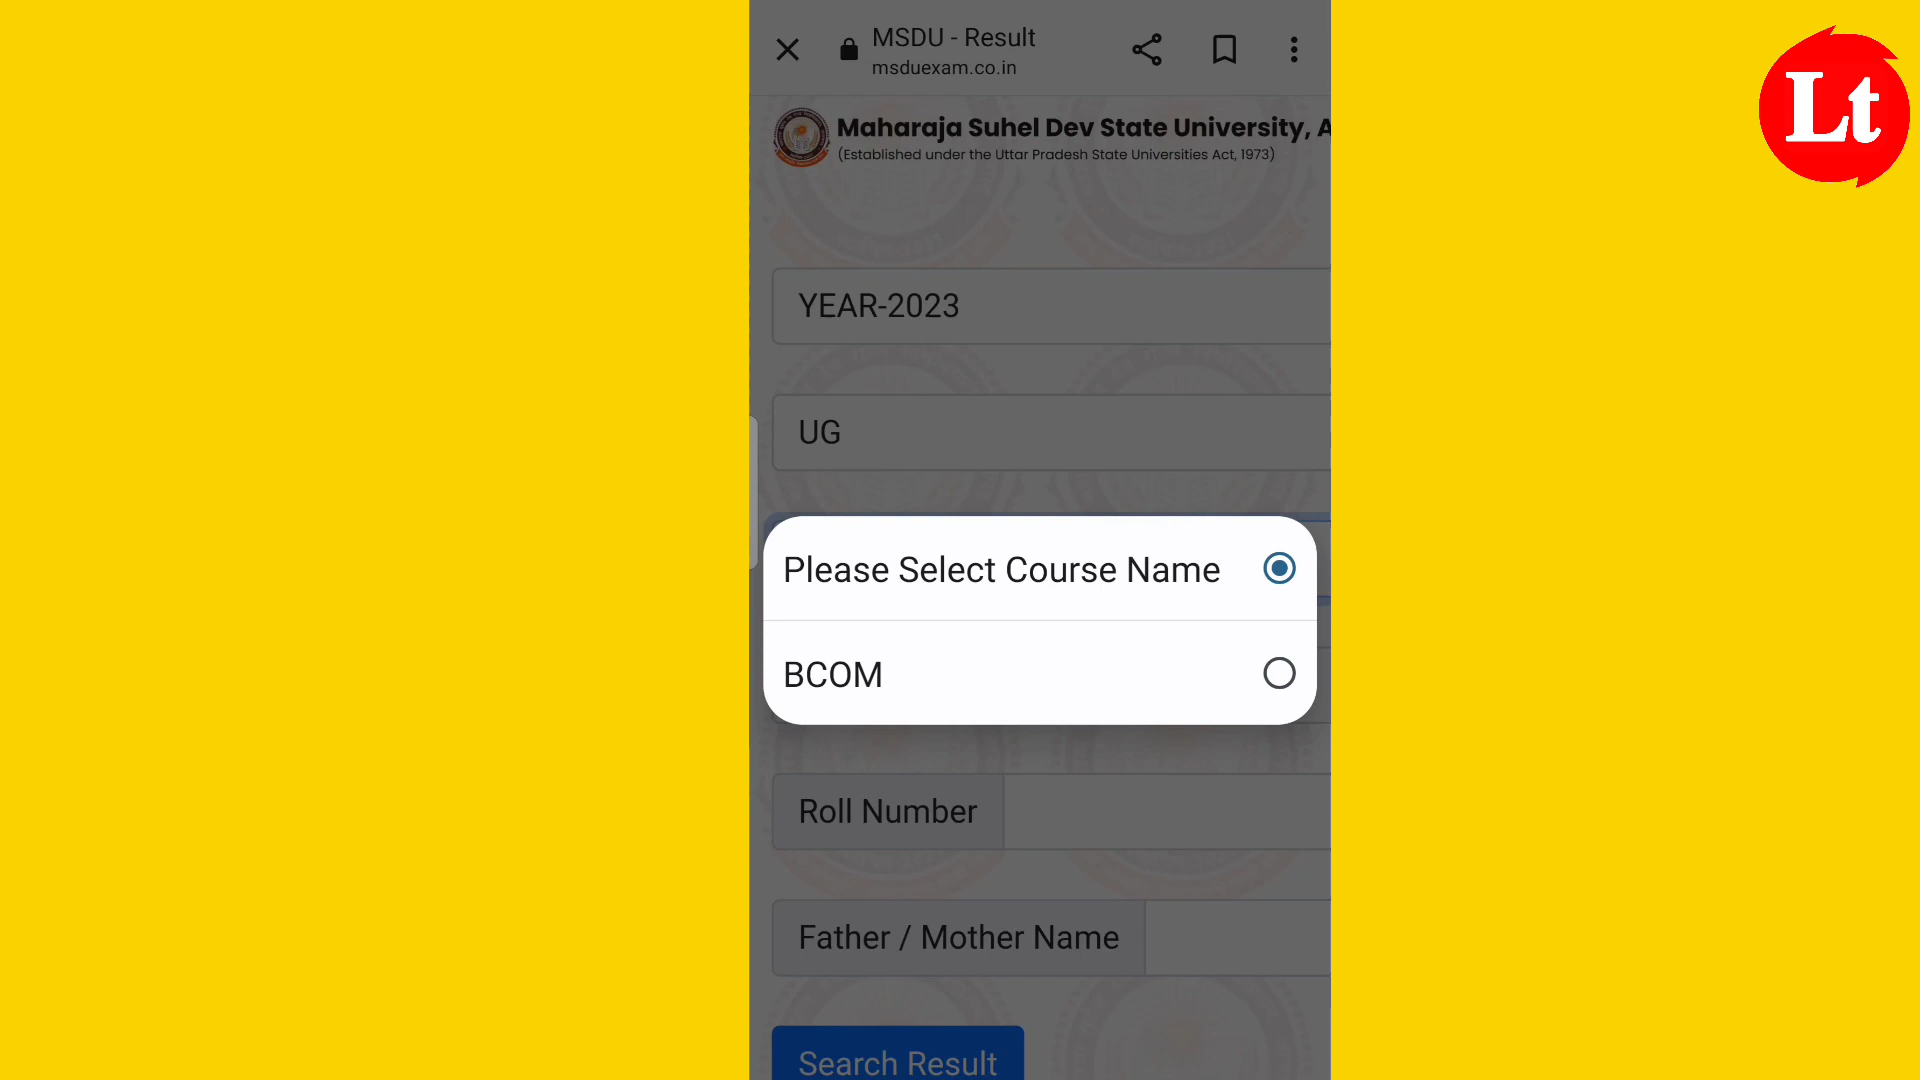 MSDU - Result
msduexam.co.in
Lt
Maharaja Suhel Dev State University, A
(Established under the Uttar Pradesh State Universities Act, 1973)
YEAR-2023
UG
Please Select Course Name
BCOM
Roll Number
Father / Mother Name
Search Result